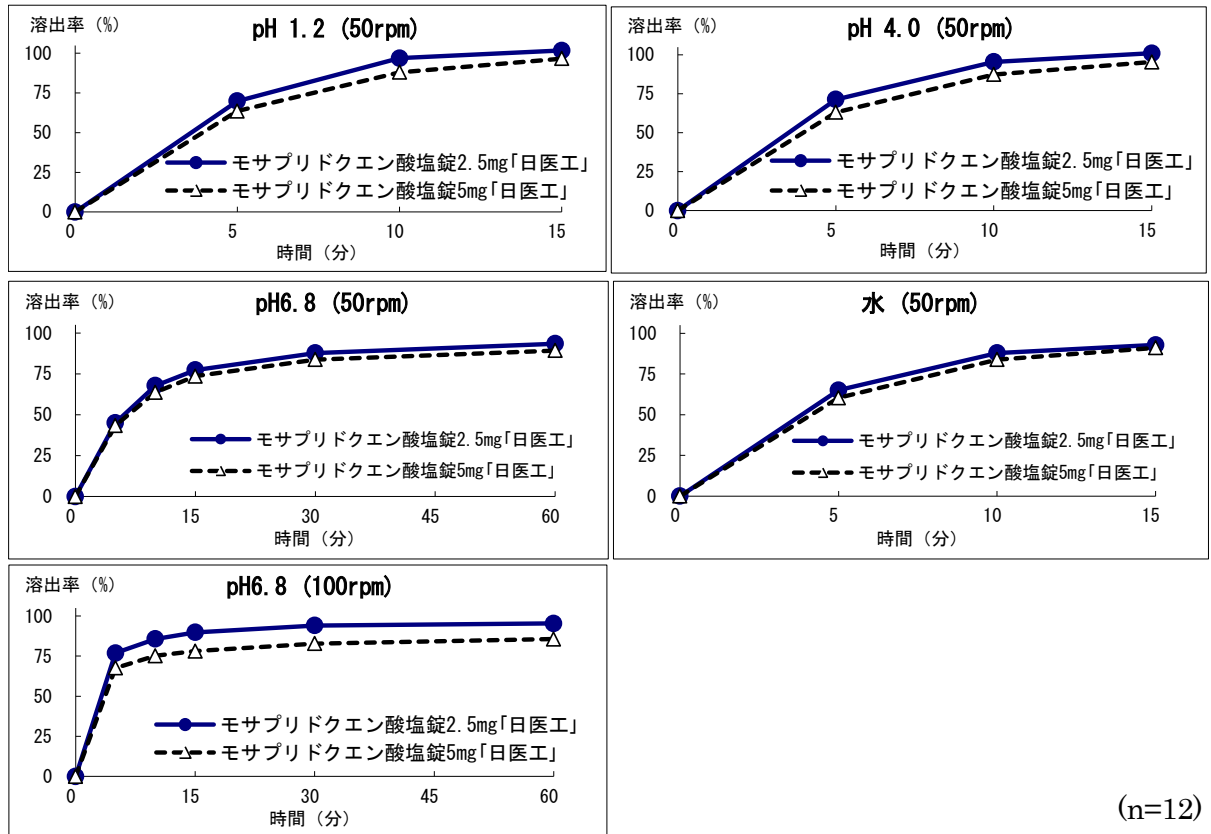 溶出率 (%)
pH 1.2 (50rpm)
100
75
50
25
0
モサプリドクエン酸塩錠2.5mg｢日医工｣
モサプリドクエン酸塩錠5mg｢日医工｣
0 5 10 15
時間（分）
溶出率 (%)
pH 4.0 (50rpm)
100
75
50
25
0
モサプリドクエン酸塩錠2.5mg｢日医工｣
モサプリドクエン酸塩錠5mg｢日医工｣
0 5 10 15
時間（分）
溶出率 (%)
pH6.8 (50rpm)
100
75
50
25
0
モサプリドクエン酸塩錠2.5mg｢日医工｣
モサプリドクエン酸塩錠5mg｢日医工｣
0 15 30 45 60
時間（分）
溶出率 (%)
水 (50rpm)
100
75
50
25
0
モサプリドクエン酸塩錠2.5mg｢日医工｣
モサプリドクエン酸塩錠5mg｢日医工｣
0 5 10 15
時間（分）
溶出率 (%)
pH6.8 (100rpm)
100
75
50
25
0
モサプリドクエン酸塩錠2.5mg｢日医工｣
モサプリドクエン酸塩錠5mg｢日医工｣
0 15 30 45 60
時間（分）
(n=12)